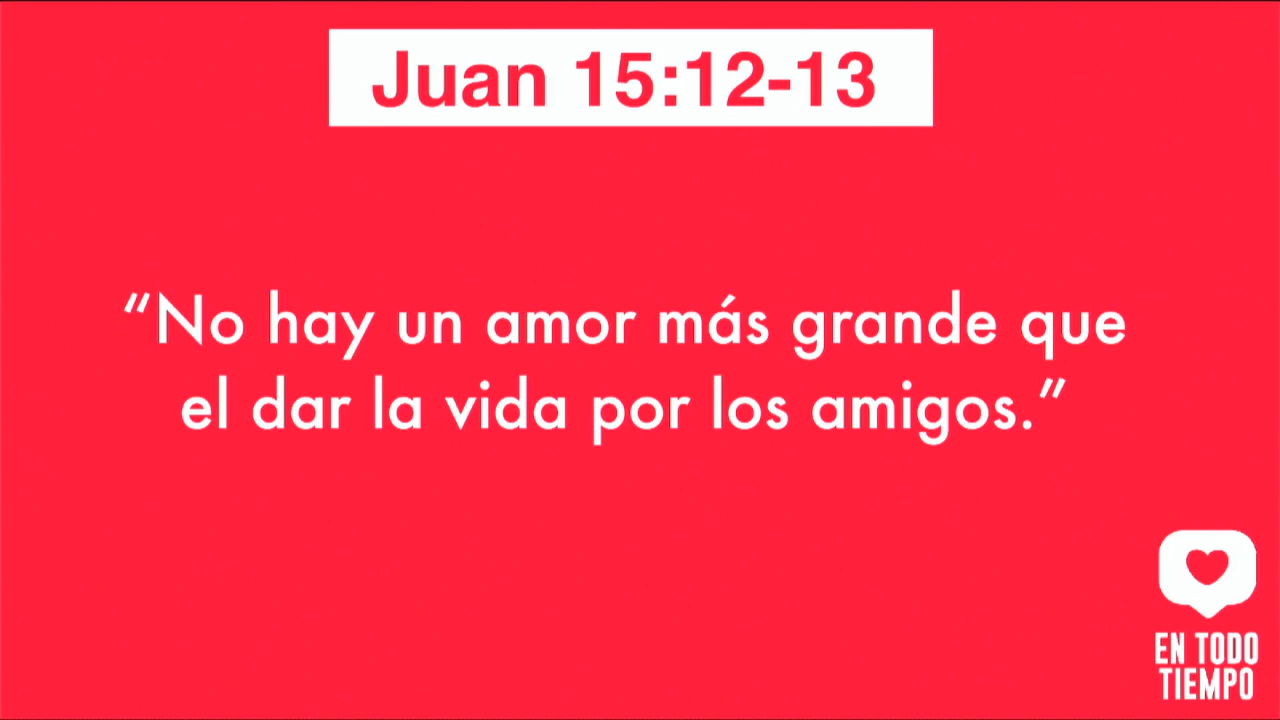 Juan 15:12-13
“No hay un amor más grande que
el dar la vida por los amigos.”
EN TODO
TIEMPO